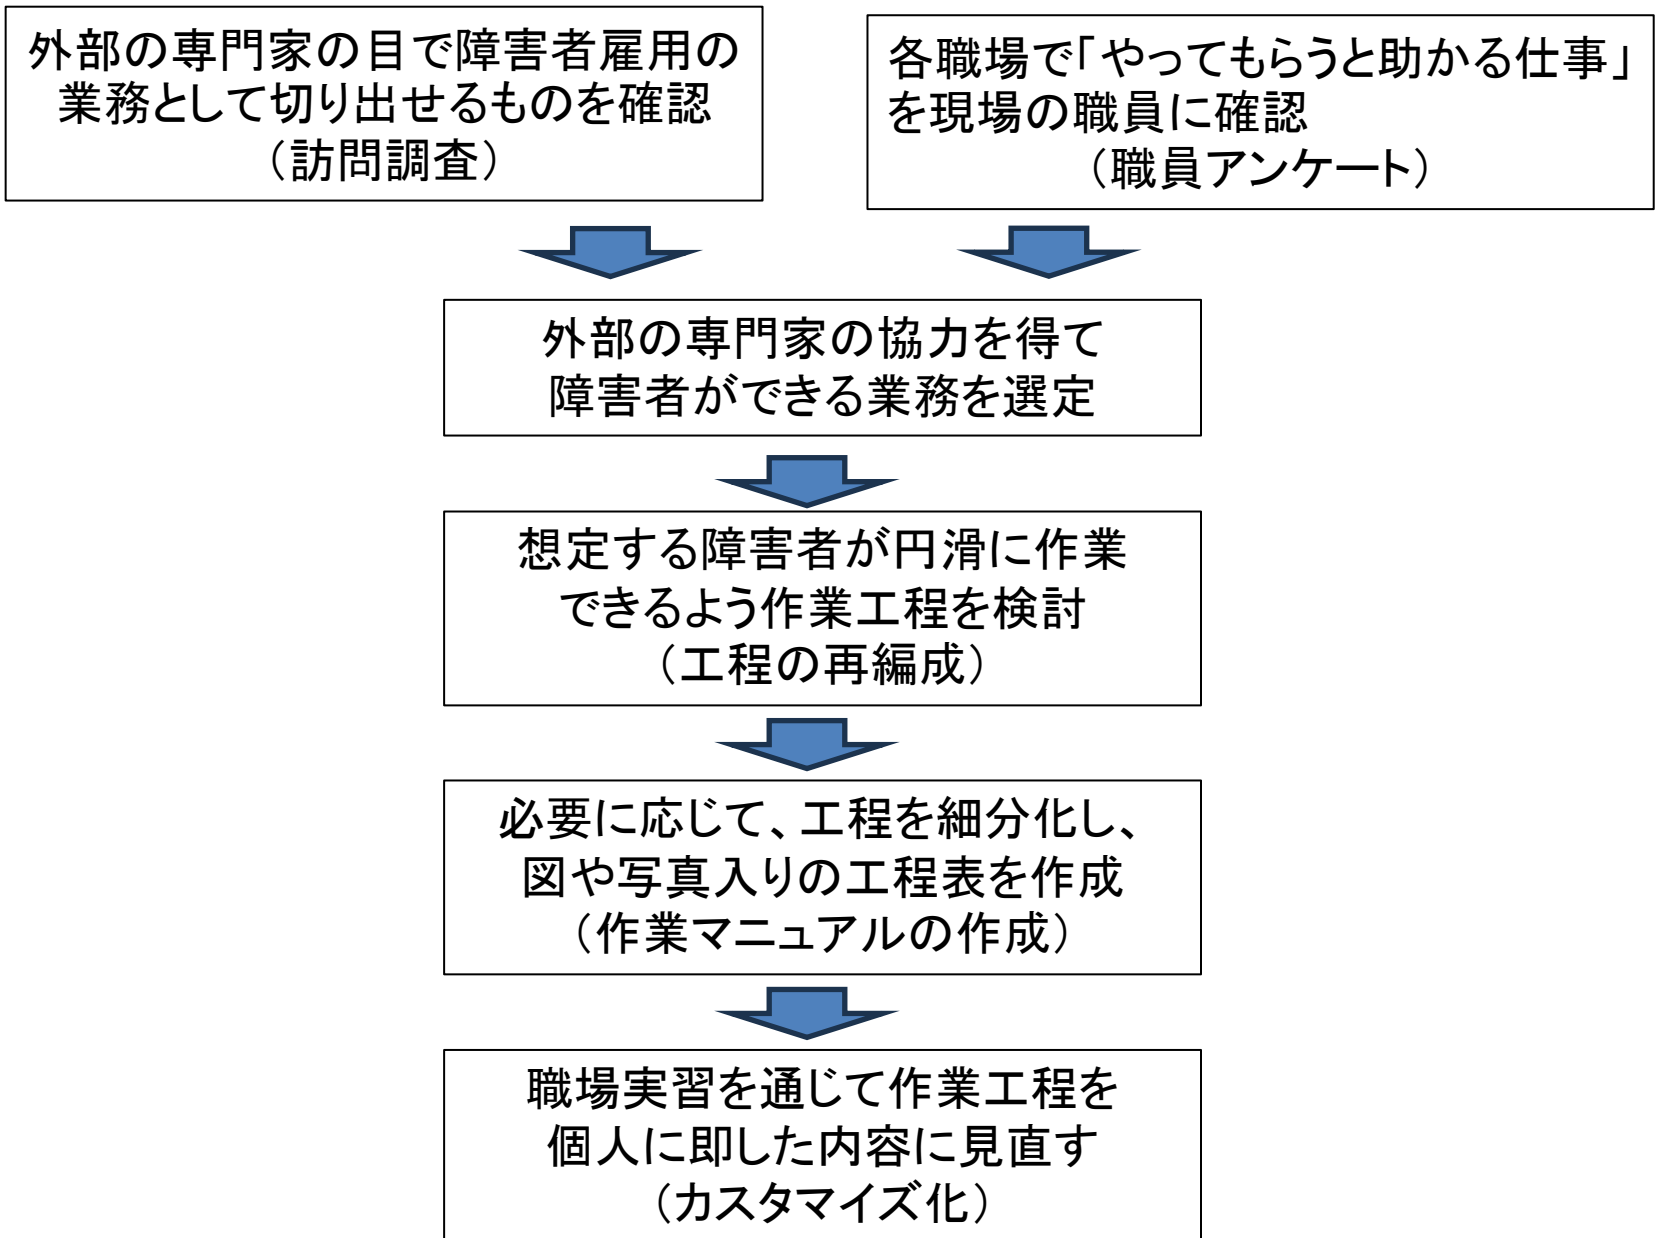 外部の専門家の目で障害者雇用の
業務として切り出せるものを確認
（訪問調査）
各職場で「やってもらうと助かる仕事」
を現場の職員に確認
（職員アンケート）
外部の専門家の協力を得て
障害者ができる業務を選定
想定する障害者が円滑に作業
できるよう作業工程を検討
（工程の再編成）
必要に応じて、工程を細分化し、
図や写真入りの工程表を作成
（作業マニュアルの作成）
職場実習を通じて作業工程を
個人に即した内容に見直す
（カスタマイズ化）